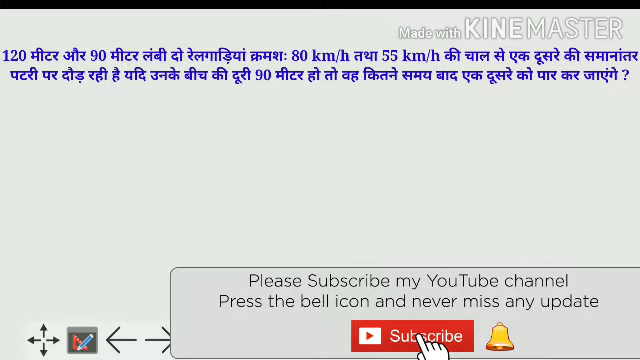 Made with KINEMASTER
120 मीटर और 90 मीटर लंबी दो रेलगाड़ियां क्रमशः 80 km/h तथा 55 km/h की चाल से एक दूसरे की समानांतर
पटरी पर दौड़ रही है यदि उनके बीच की दूरी 90 मीटर हो तो वह कितने समय बाद एक दूसरे को पार कर जाएंगे ?
Please Subscribe my YouTube channel
Press the bell icon and never miss any update
Subscribe